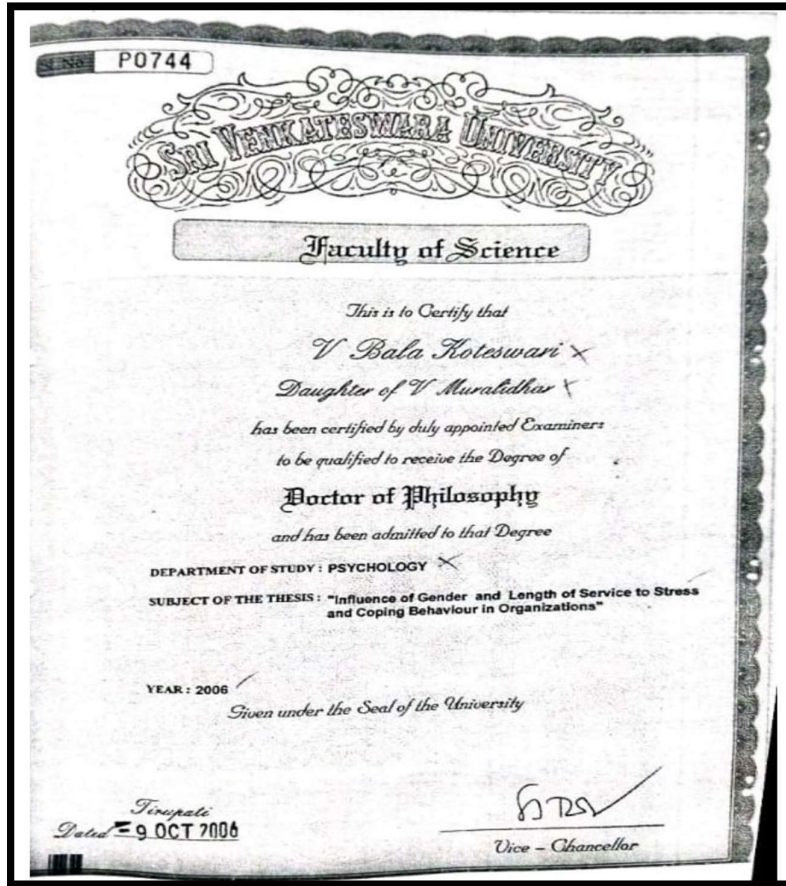 Sl. No. P0744
SRI VENKATESWARA UNIVERSITY
Faculty of Science
This is to Certify that
V Bala Koteswari
Daughter of V Muralidhar
has been certified by duly appointed Examiners
to be qualified to receive the Degree of
Doctor of Philosophy
and has been admitted to that Degree
DEPARTMENT OF STUDY : PSYCHOLOGY
SUBJECT OF THE THESIS : "Influence of Gender and Length of Service to Stress
and Coping Behaviour in Organizations"
YEAR : 2006
Given under the Seal of the University
Tirupati
Dated - 9 OCT 2006
Vice - Chancellor